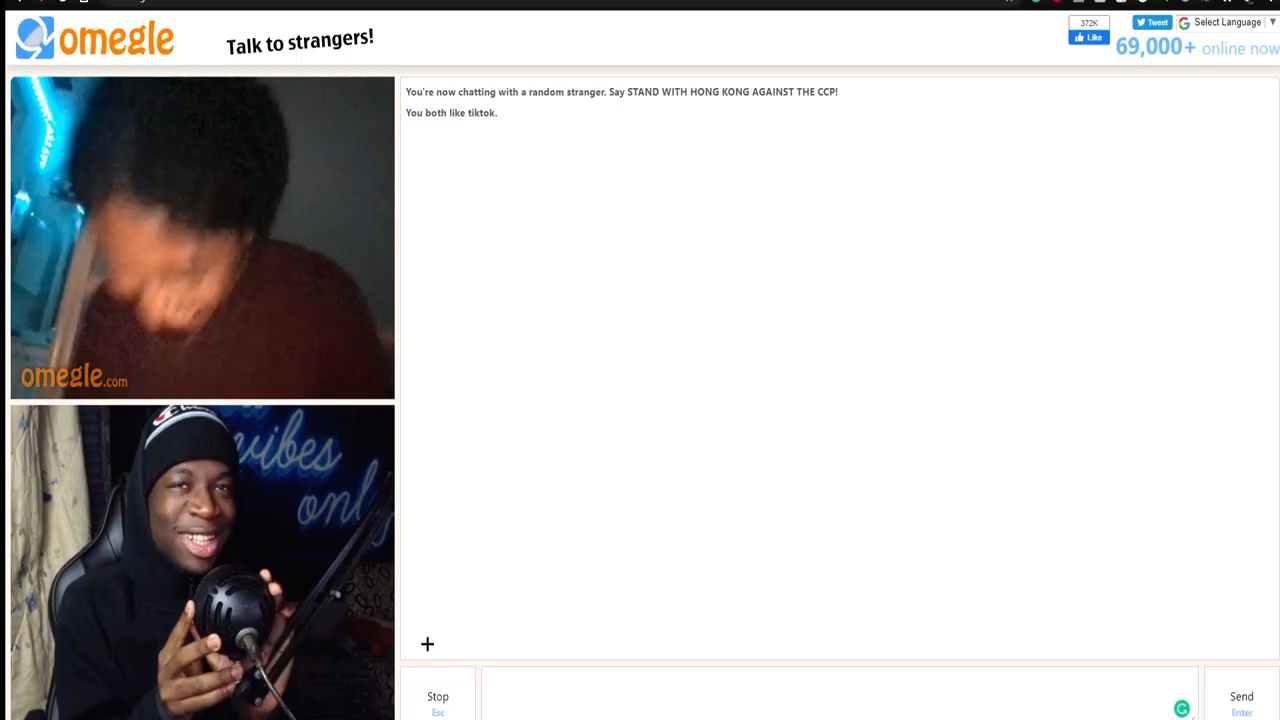 omegle
Talk to strangers!
372K
Like
Tweet
Select Language
69,000+ online now
You're now chatting with a random stranger. Say STAND WITH HONG KONG AGAINST THE CCP!
You both like tiktok.
omegle.com
vibes
only
Stop
Esc
Send
Enter